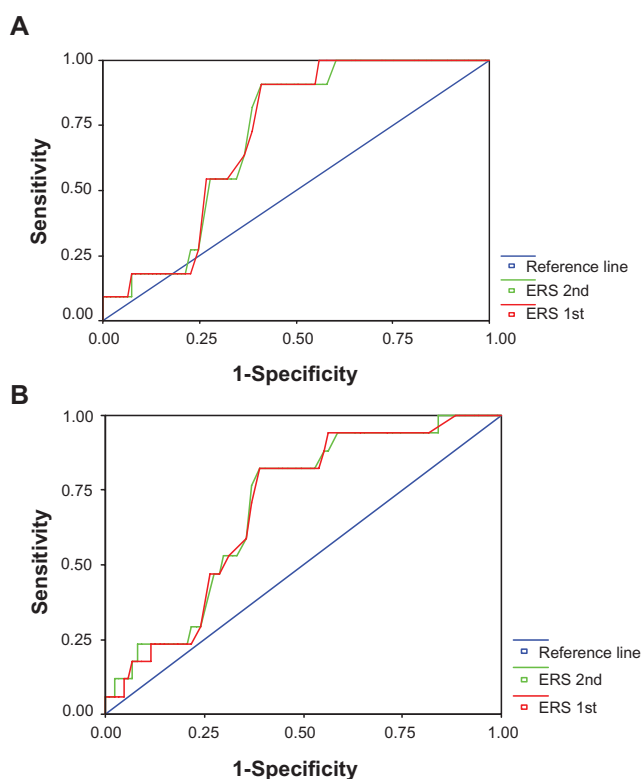 A
1.00
0.75
0.50
0.25
0.00
Sensitivity
0.00 0.25 0.50 0.75 1.00
1-Specificity
Reference line
ERS 2nd
ERS 1st
B
1.00
0.75
0.50
0.25
0.00
Sensitivity
0.00 0.25 0.50 0.75 1.00
1-Specificity
Reference line
ERS 2nd
ERS 1st